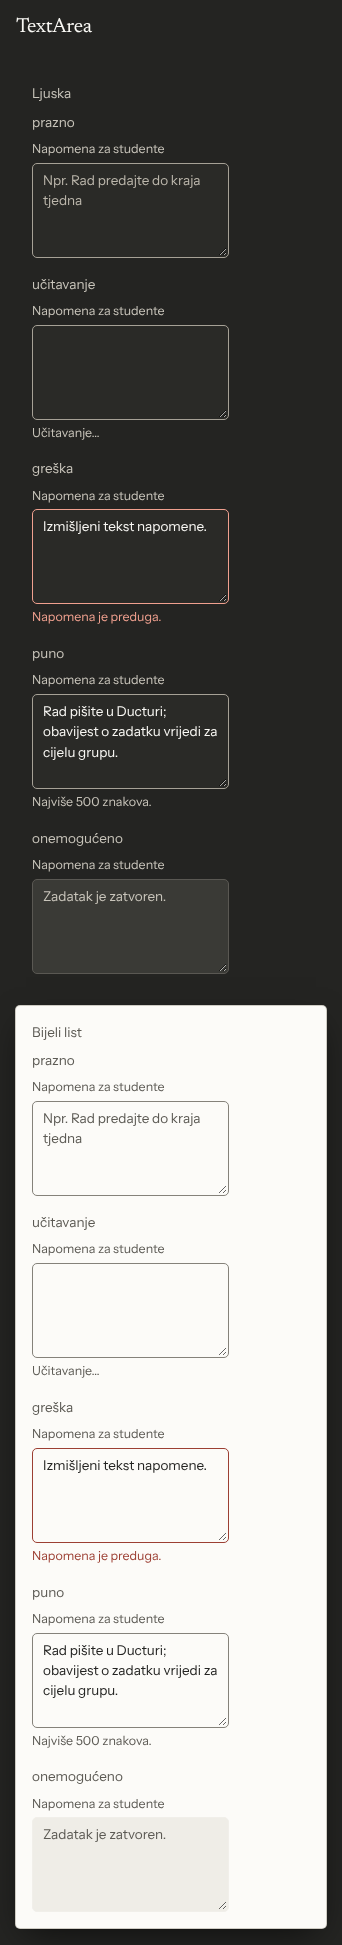 TextArea
Ljuska
prazno
Napomena za studente
Npr. Rad predajte do kraja
tjedna
učitavanje
Napomena za studente
Učitavanje…
greška
Napomena za studente
Izmišljeni tekst napomene.
Napomena je preduga.
puno
Napomena za studente
Rad pišite u Ducturi;
obavijest o zadatku vrijedi za
cijelu grupu.
Najviše 500 znakova.
onemogućeno
Napomena za studente
Zadatak je zatvoren.
Bijeli list
prazno
Napomena za studente
Npr. Rad predajte do kraja
tjedna
učitavanje
Napomena za studente
Učitavanje…
greška
Napomena za studente
Izmišljeni tekst napomene.
Napomena je preduga.
puno
Napomena za studente
Rad pišite u Ducturi;
obavijest o zadatku vrijedi za
cijelu grupu.
Najviše 500 znakova.
onemogućeno
Napomena za studente
Zadatak je zatvoren.